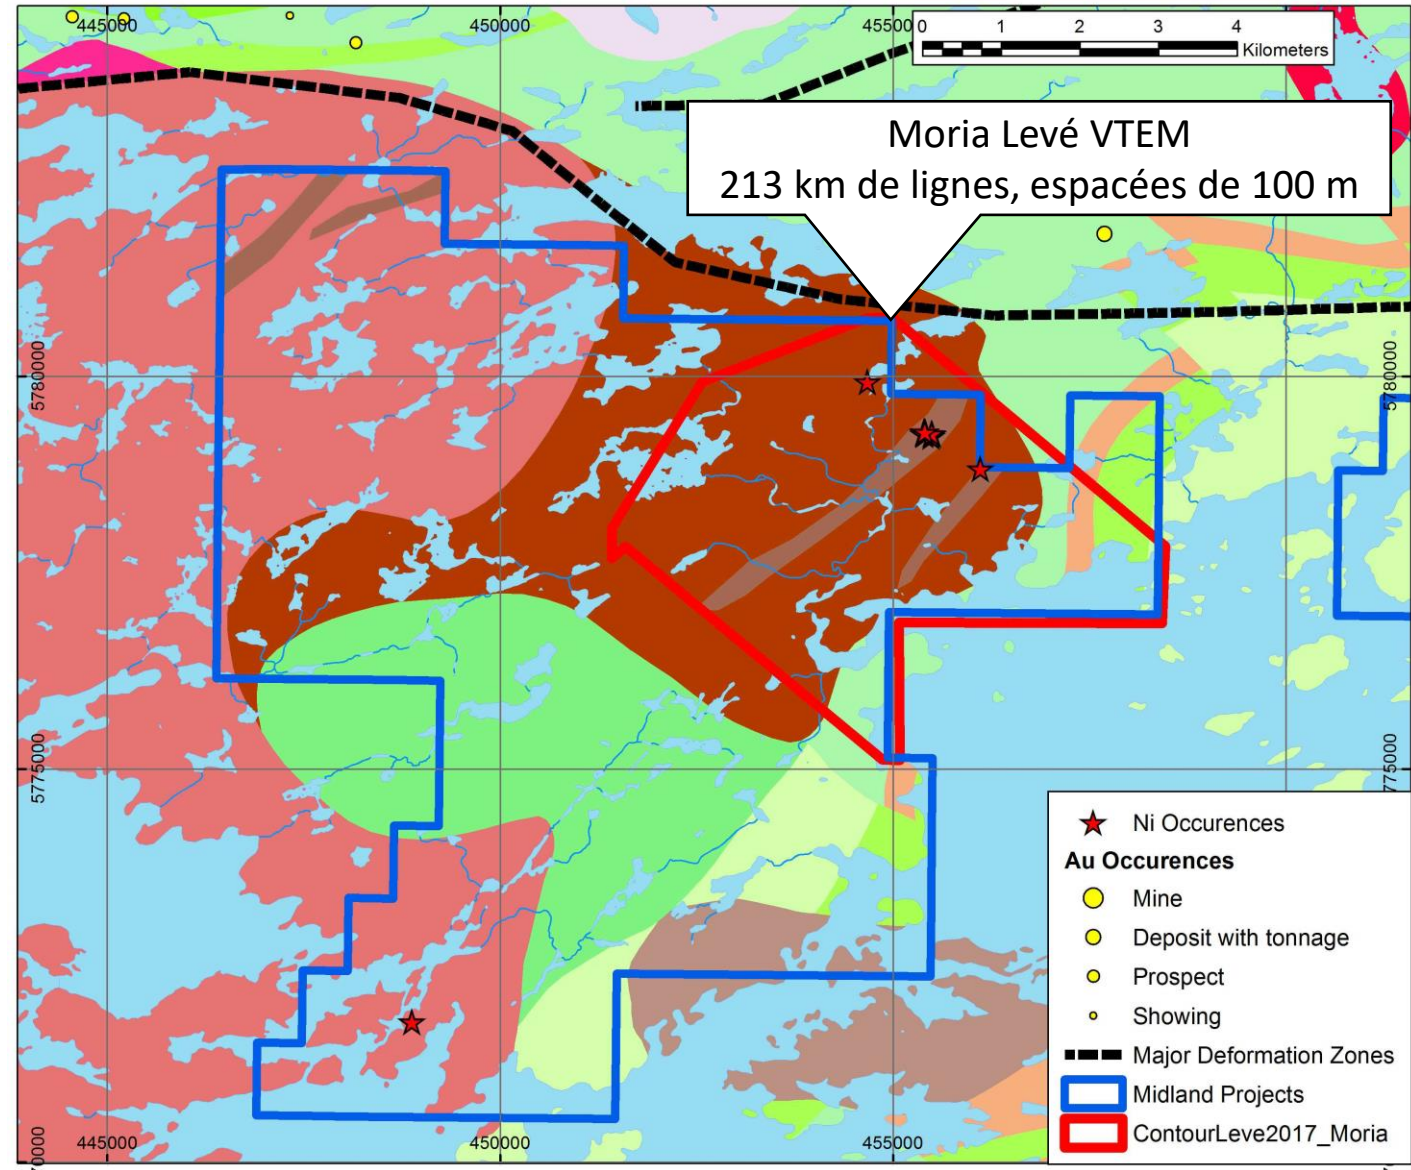 445000
450000
455000
0 1 2 3 4
Kilometers
Moria Levé VTEM
213 km de lignes, espacées de 100 m
5780000
5780000
5775000
775000
Ni Occurences
Au Occurences
Mine
Deposit with tonnage
Prospect
Showing
Major Deformation Zones
Midland Projects
ContourLeve2017_Moria
70000
445000
450000
455000